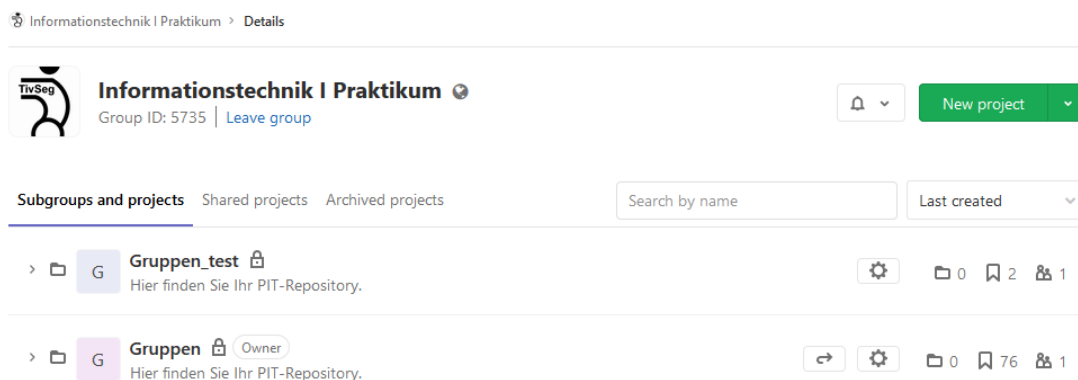 Informationstechnik I Praktikum > Details
TivSeg
Informationstechnik I Praktikum
Group ID: 5735 | Leave group
New project
Subgroups and projects Shared projects Archived projects
Search by name
Last created
G Gruppen_test
0 2 1
Hier finden Sie Ihr PIT-Repository.
G Gruppen Owner
0 76 1
Hier finden Sie Ihr PIT-Repository.